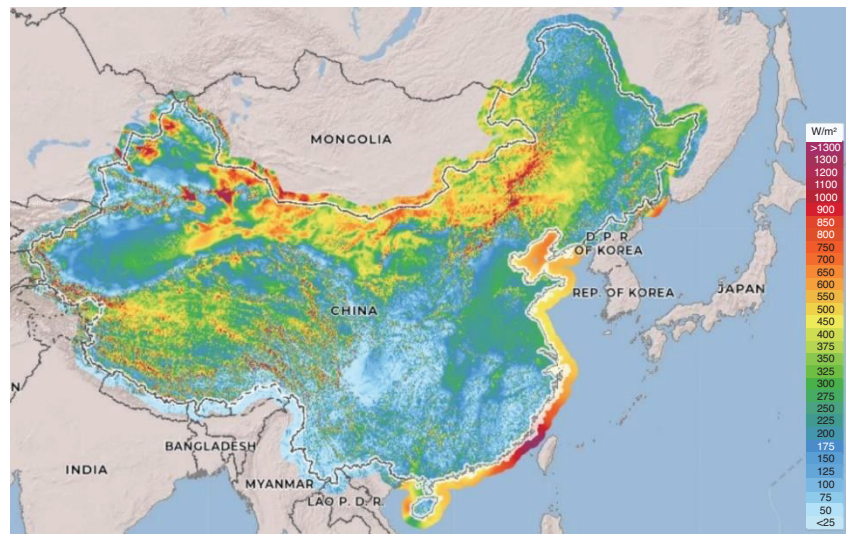 MONGOLIA
W/m²
>1300
1300
1200
1100
1000
900
850
800
750
700
650
600
550
500
450
400
375
350
325
300
275
250
225
200
175
150
125
100
75
50
<25
D. P. R.
OF KOREA
REP. OF KOREA
JAPAN
CHINA
N
BANGLADESH
INDIA
MYANMAR
LAO P. D. R.